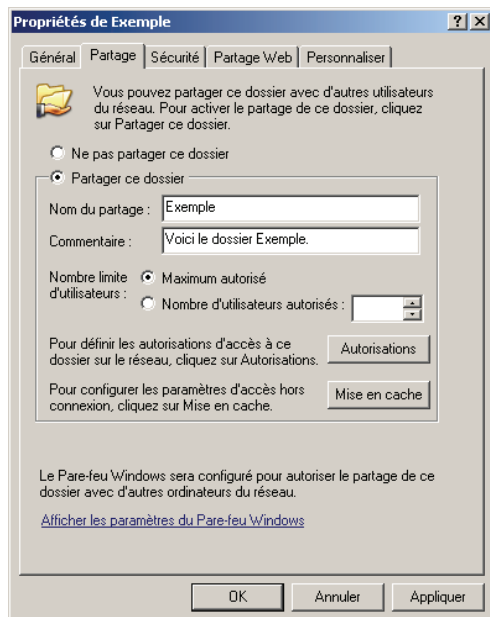 Propriétés de Exemple
Général Partage Sécurité Partage Web Personnaliser
Vous pouvez partager ce dossier avec d'autres utilisateurs
du réseau. Pour activer le partage de ce dossier, cliquez
sur Partager ce dossier.
Ne pas partager ce dossier
Partager ce dossier
Nom du partage : Exemple
Commentaire : Voici le dossier Exemple.
Nombre limite
d'utilisateurs :
Maximum autorisé
Nombre d'utilisateurs autorisés :
Pour définir les autorisations d'accès à ce
dossier sur le réseau, cliquez sur Autorisations.
Autorisations
Pour configurer les paramètres d'accès hors
connexion, cliquez sur Mise en cache.
Mise en cache
Le Pare-feu Windows sera configuré pour autoriser le partage de ce
dossier avec d'autres ordinateurs du réseau.
Afficher les paramètres du Pare-feu Windows
OK Annuler Appliquer